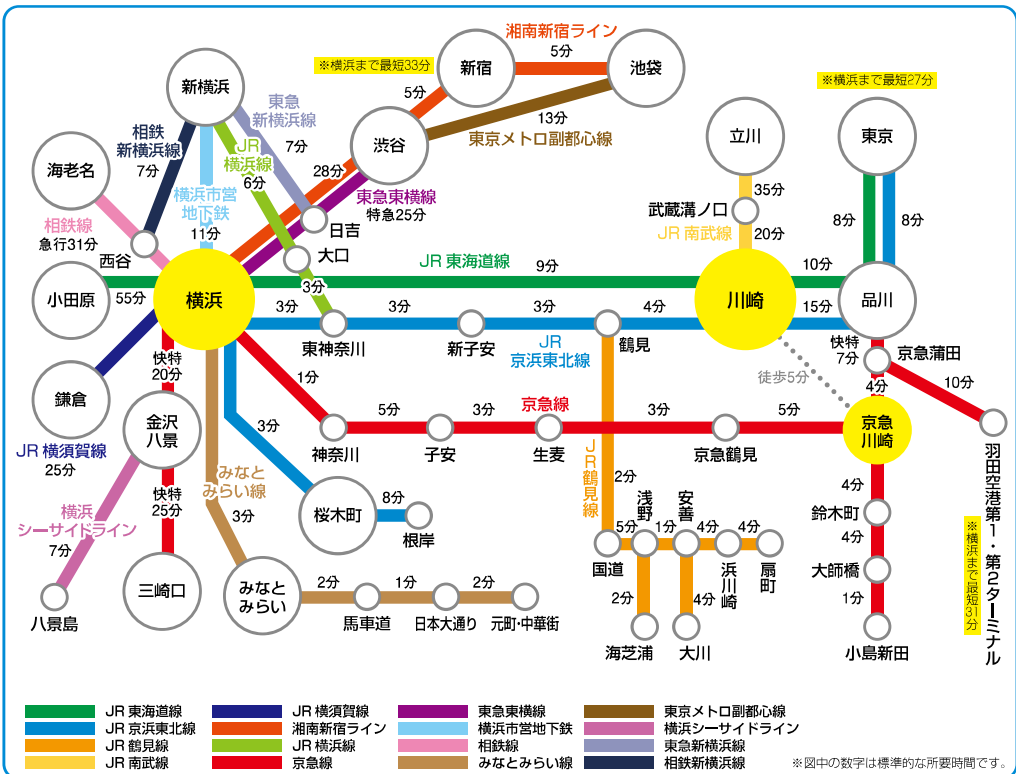 湘南新宿ライン
5分
※横浜まで最短33分
新宿
池袋
新横浜
※横浜まで最短27分
5分
13分
東急
新横浜線
東京メトロ副都心線
相鉄
新横浜線
7分
7分
渋谷
立川
東京
JR
横浜線
6分
海老名
28分
東急東横線
特急25分
横浜市営
地下鉄
11分
35分
武蔵溝ノ口
JR 南武線
20分
8分
8分
相鉄線
急行31分
日吉
西谷
大口
JR 東海道線
9分
10分
3分
小田原
55分
横浜
川崎
品川
3分
3分
3分
4分
15分
東神奈川
新子安
JR
京浜東北線
鶴見
快特
7分
京急蒲田
快特
20分
1分
徒歩5分
4分
10分
鎌倉
京急線
5分
3分
3分
5分
金沢
八景
3分
京急
川崎
JR 横須賀線
25分
神奈川
子安
生麦
京急鶴見
羽田空港第1・第2ターミナル
※横浜まで最短31分
JR鶴見線
2分
みなと
みらい線
3分
快特
25分
横浜
シーサイドライン
7分
4分
鈴木町
桜木町
8分
根岸
浅野
安善
5分
1分
4分
4分
国道
浜川崎
扇町
4分
大師橋
三崎口
みなと
みらい
2分
1分
2分
2分
4分
1分
八景島
馬車道
日本大通り
元町・中華街
海芝浦
大川
小島新田
JR 東海道線
JR 横須賀線
東急東横線
東京メトロ副都心線
JR 京浜東北線
湘南新宿ライン
横浜市営地下鉄
横浜シーサイドライン
JR 鶴見線
JR 横浜線
相鉄線
東急新横浜線
JR 南武線
京急線
みなとみらい線
相鉄新横浜線
※図中の数字は標準的な所要時間です。